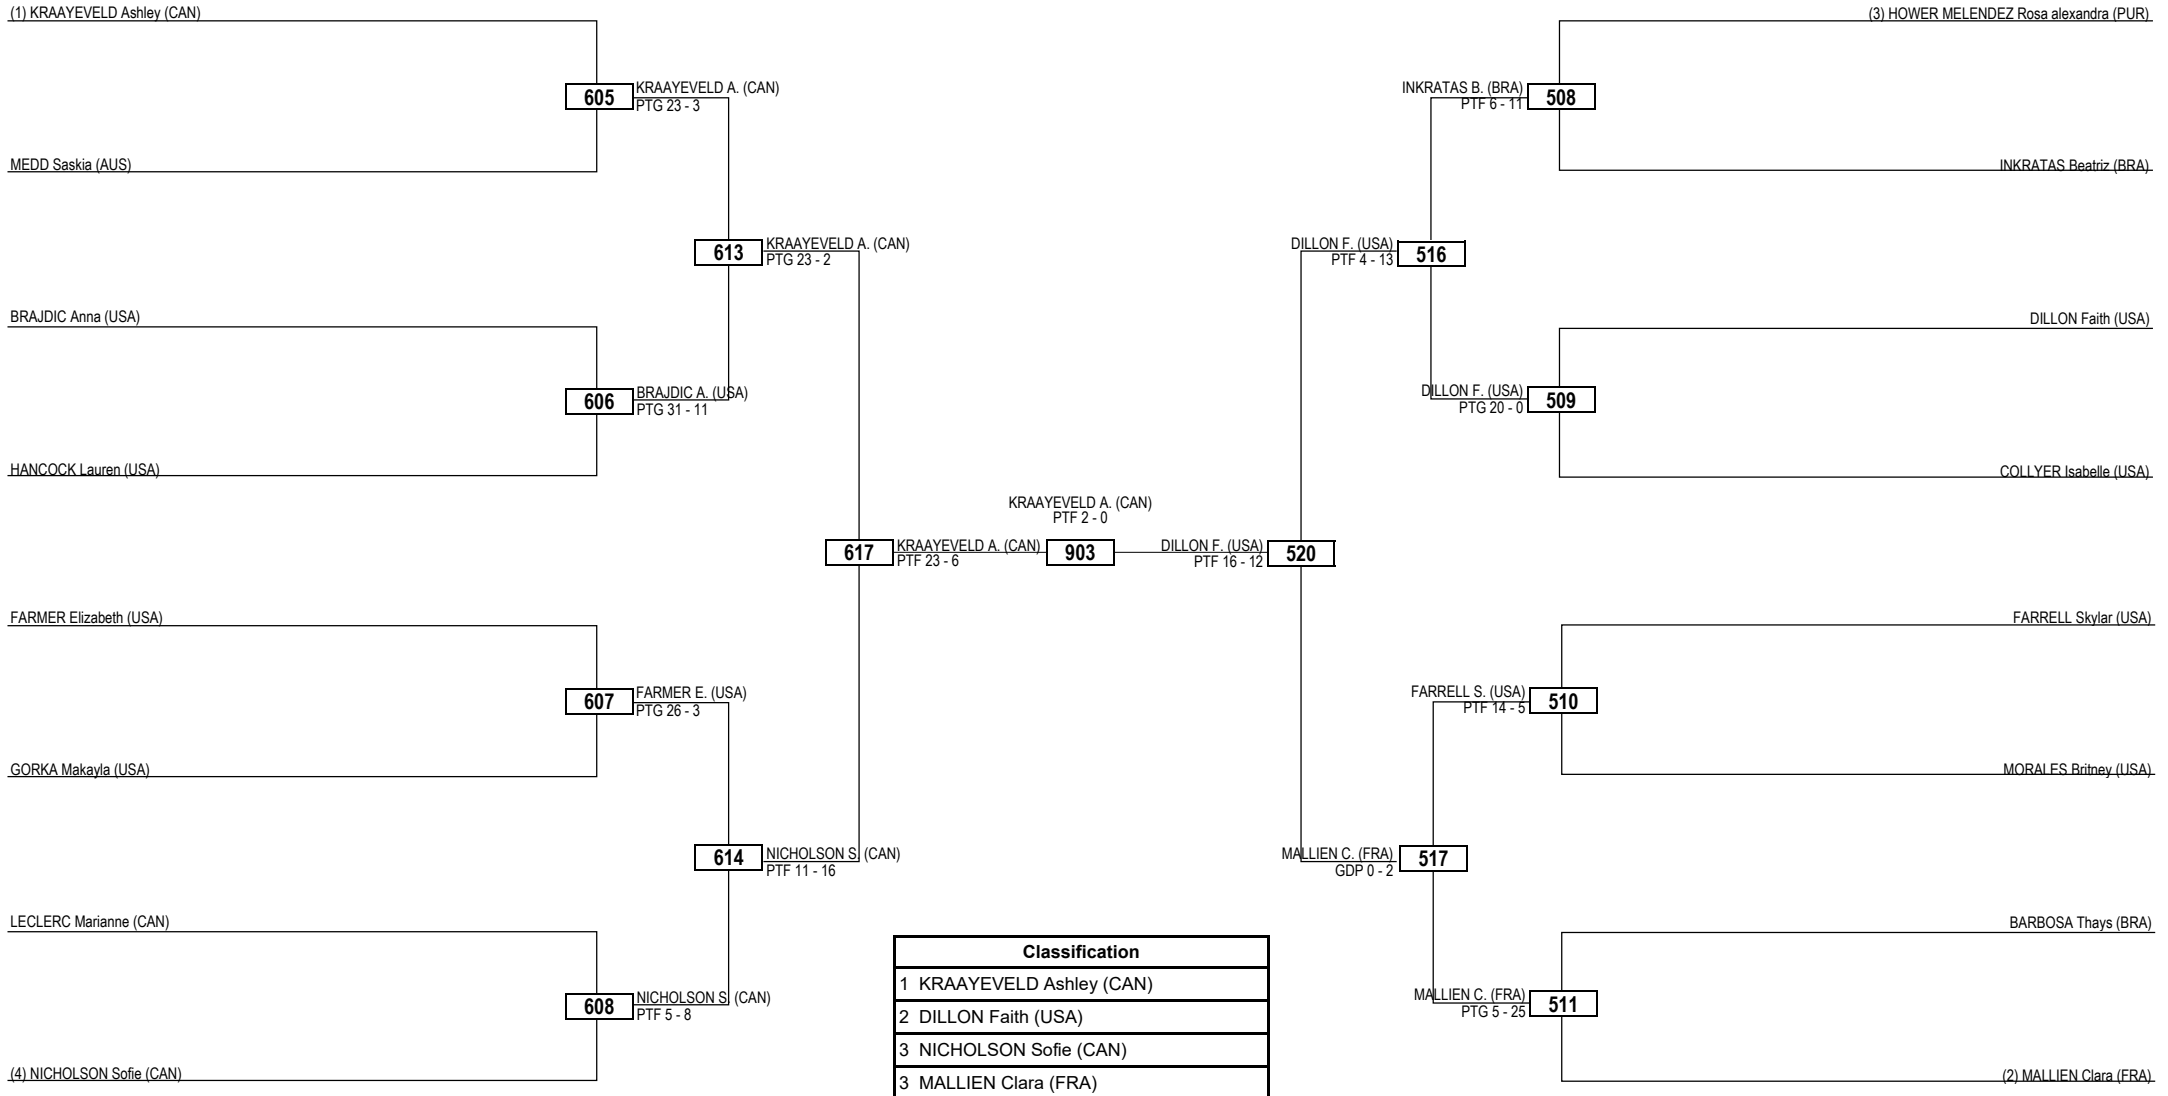 (1) KRAAYEVELD Ashley (CAN)
605
KRAAYEVELD A. (CAN)
PTG 23 - 3
MEDD Saskia (AUS)
613
KRAAYEVELD A. (CAN)
PTG 23 - 2
BRAJDIC Anna (USA)
606
BRAJDIC A. (USA)
PTG 31 - 11
HANCOCK Lauren (USA)
617
KRAAYEVELD A. (CAN)
PTF 23 - 6
FARMER Elizabeth (USA)
607
FARMER E. (USA)
PTG 26 - 3
GORKA Makayla (USA)
614
NICHOLSON S. (CAN)
PTF 11 - 16
LECLERC Marianne (CAN)
608
NICHOLSON S. (CAN)
PTF 5 - 8
(4) NICHOLSON Sofie (CAN)
KRAAYEVELD A. (CAN)
PTF 2 - 0
903
(3) HOWER MELENDEZ Rosa alexandra (PUR)
INKRATAS B. (BRA)
PTF 6 - 11
508
INKRATAS Beatriz (BRA)
DILLON F. (USA)
PTF 4 - 13
516
DILLON Faith (USA)
DILLON F. (USA)
PTG 20 - 0
509
COLLYER Isabelle (USA)
DILLON F. (USA)
PTF 16 - 12
520
FARRELL Skylar (USA)
FARRELL S. (USA)
PTF 14 - 5
510
MORALES Britney (USA)
MALLIEN C. (FRA)
GDP 0 - 2
517
BARBOSA Thays (BRA)
MALLIEN C. (FRA)
PTG 5 - 25
511
(2) MALLIEN Clara (FRA)
Classification
1 KRAAYEVELD Ashley (CAN)
2 DILLON Faith (USA)
3 NICHOLSON Sofie (CAN)
3 MALLIEN Clara (FRA)